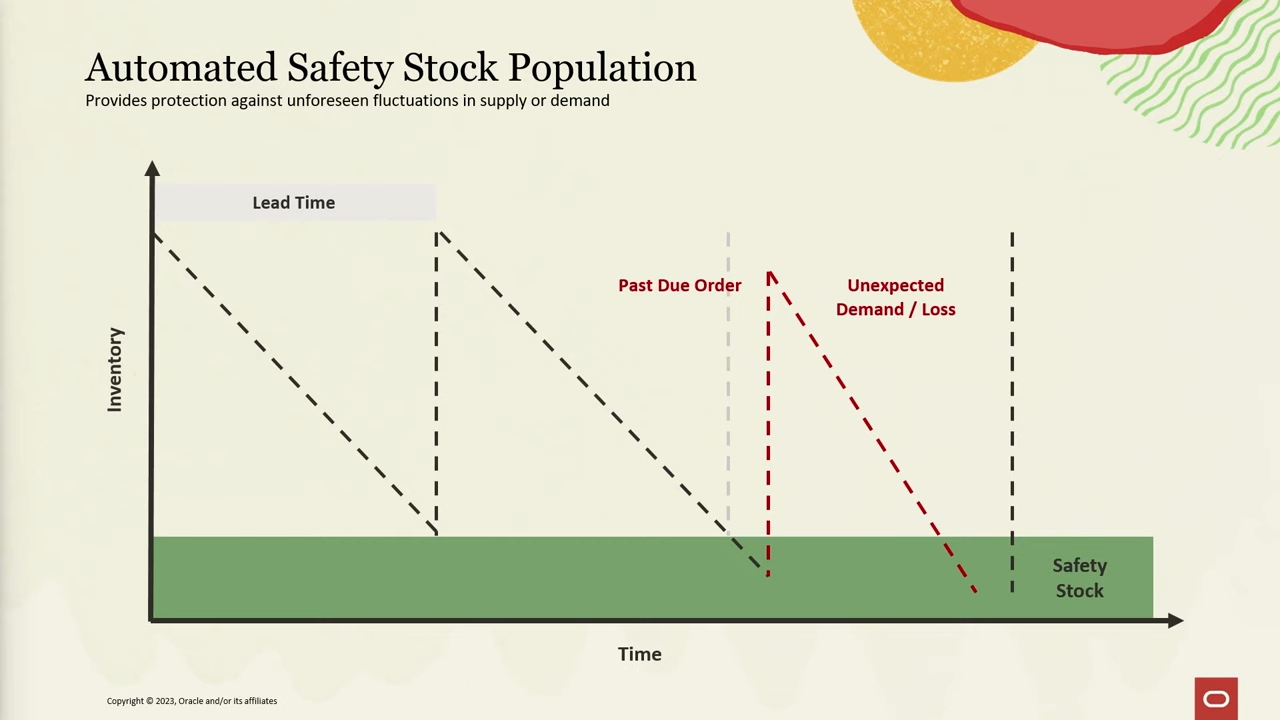 Automated Safety Stock Population
Provides protection against unforeseen fluctuations in supply or demand
Lead Time
Past Due Order
Unexpected
Demand / Loss
Inventory
Safety
Stock
Time
Copyright © 2023, Oracle and/or its affiliates